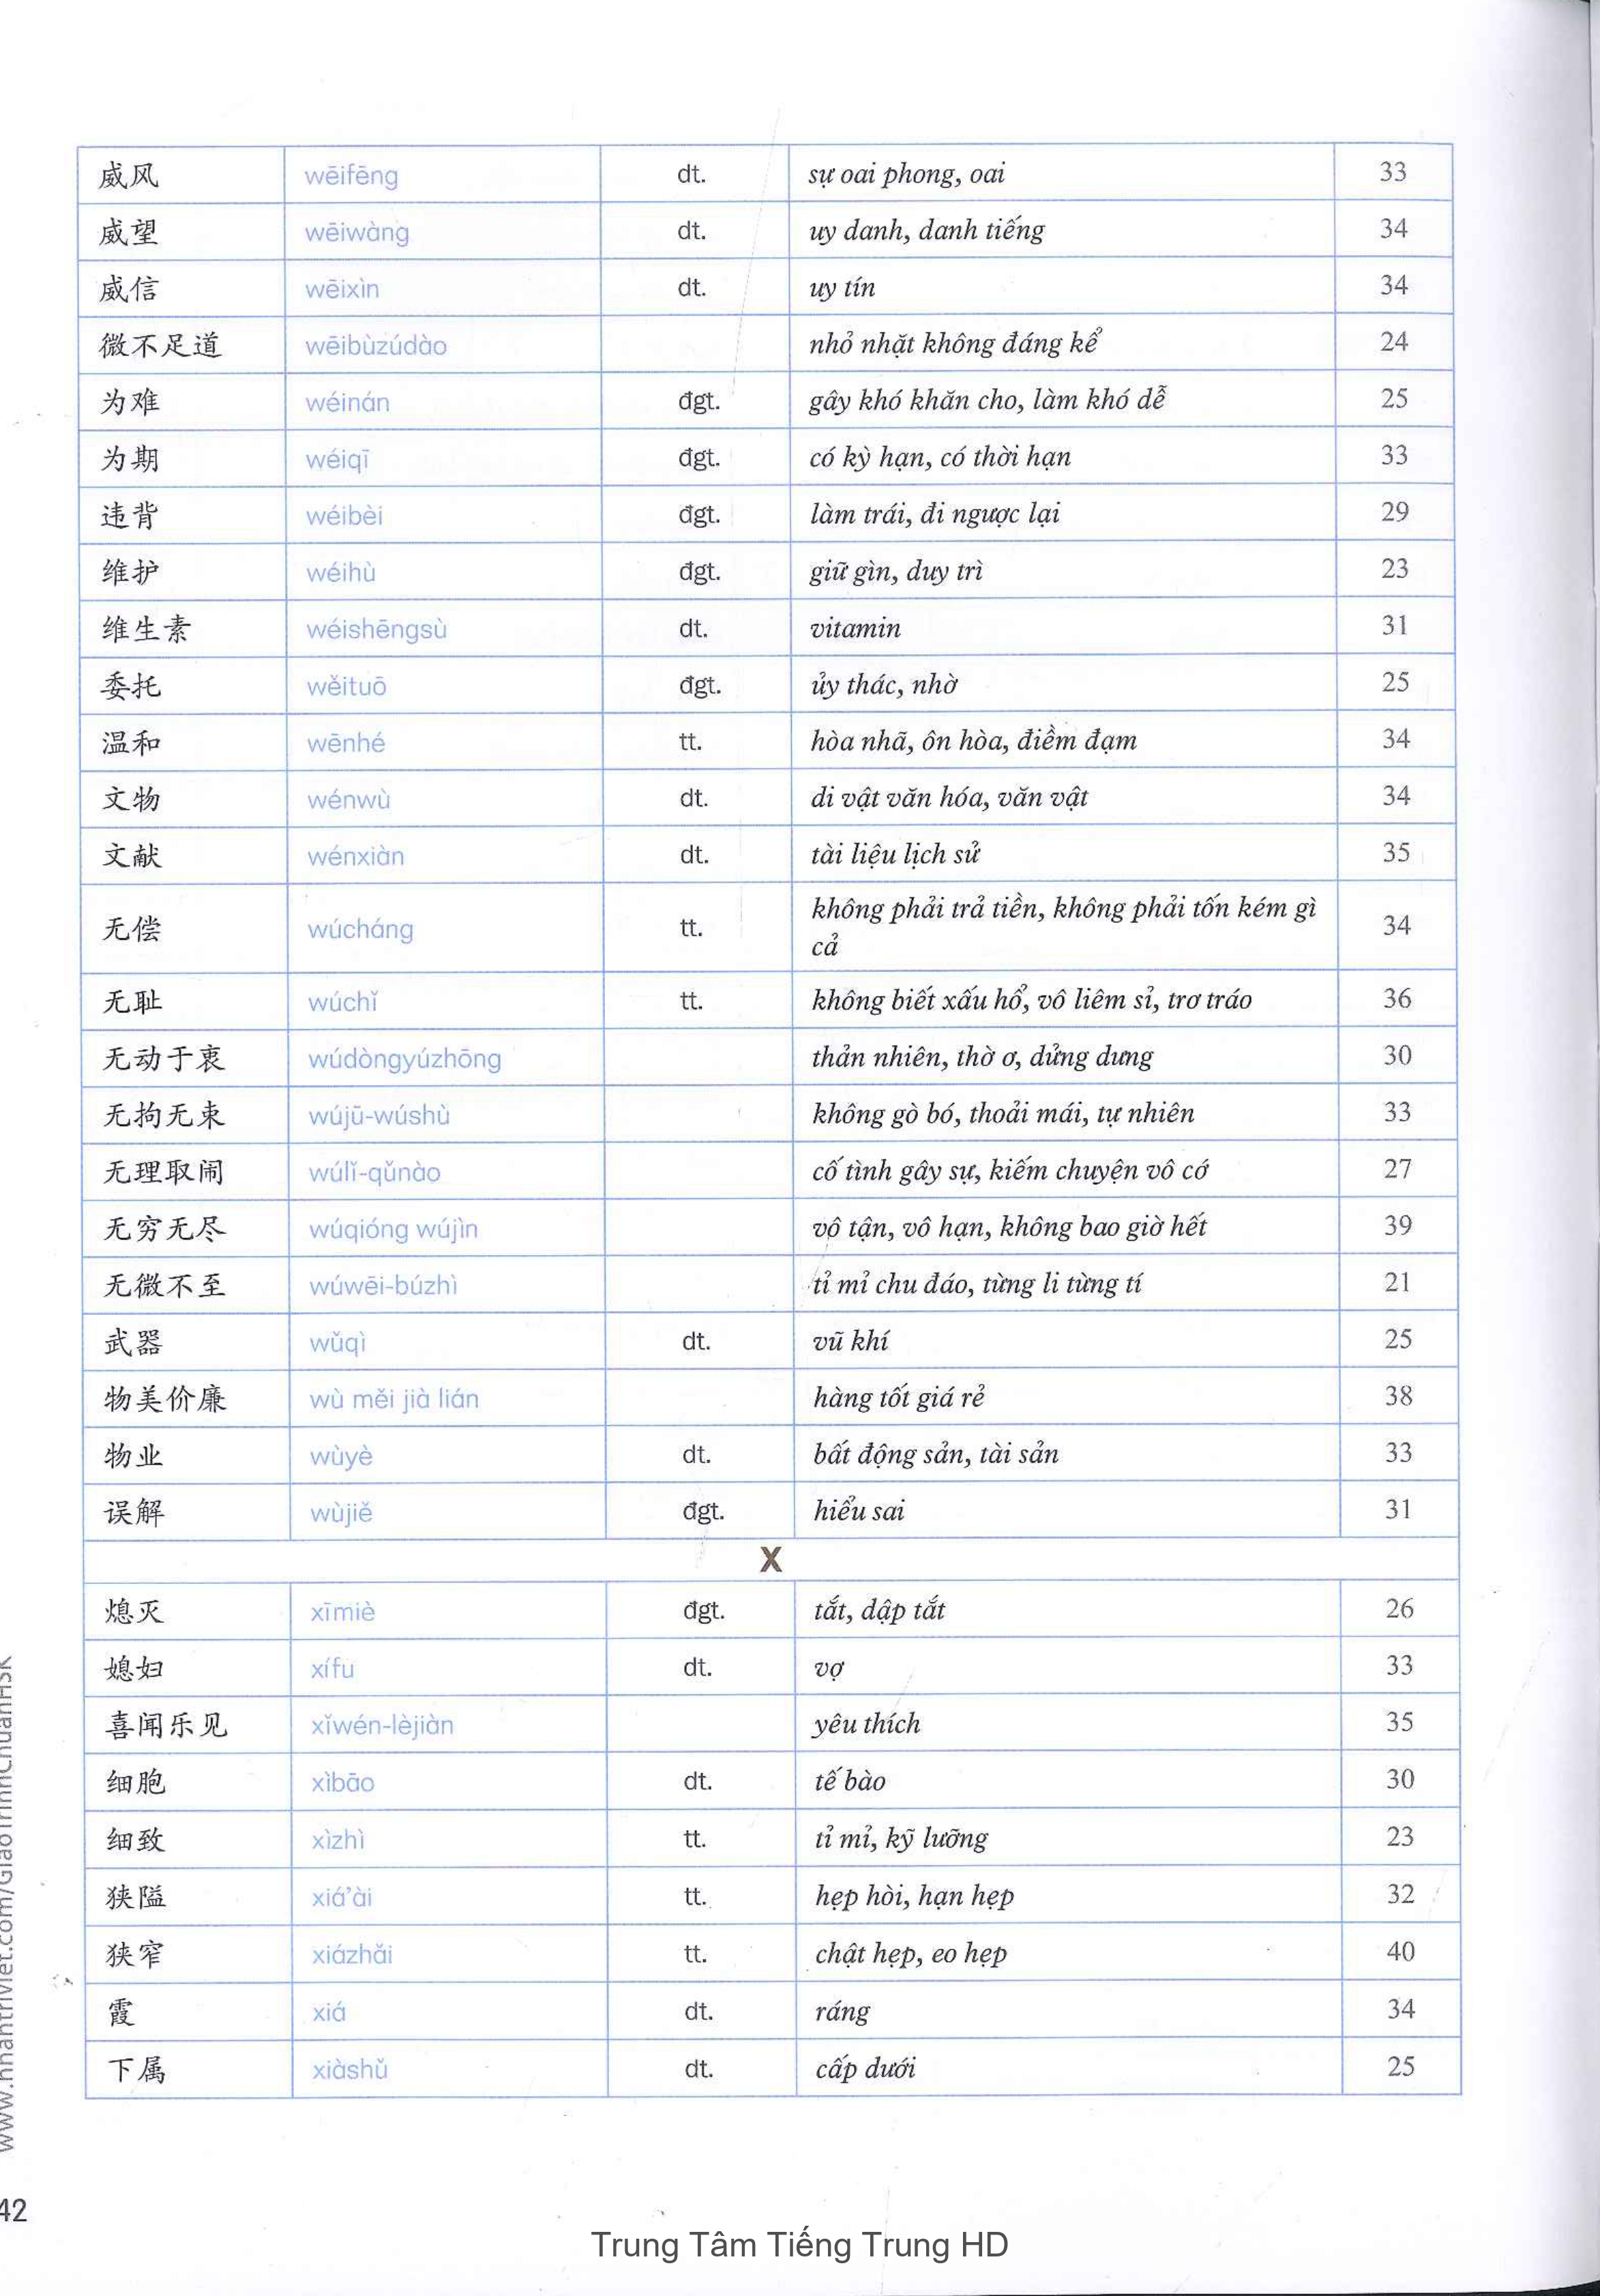 威风 wēifēng dt. sự oai phong, oai 33
威望 wēiwàng dt. uy danh, danh tiếng 34
威信 wēixìn dt. uy tín 34
微不足道 wēibùzúdào nhỏ nhặt không đáng kể 24
为难 wéinán đgt. gây khó khăn cho, làm khó dễ 25
为期 wéiqī đgt. có kỳ hạn, có thời hạn 33
违背 wéibèi đgt. làm trái, đi ngược lại 29
维护 wéihù đgt. giữ gìn, duy trì 23
维生素 wéishēngsù dt. vitamin 31
委托 wěituō đgt. ủy thác, nhờ 25
温和 wēnhé tt. hòa nhã, ôn hòa, điềm đạm 34
文物 wénwù dt. di vật văn hóa, văn vật 34
文献 wénxiàn dt. tài liệu lịch sử 35
无偿 wúcháng tt. không phải trả tiền, không phải tốn kém gì
cả 34
无耻 wúchǐ tt. không biết xấu hổ, vô liêm sỉ, trơ tráo 36
无动于衷 wúdòngyúzhōng thản nhiên, thờ ơ, dửng dưng 30
无拘无束 wújū-wúshù không gò bó, thoải mái, tự nhiên 33
无理取闹 wúlǐ-qǔnào cố tình gây sự, kiếm chuyện vô cớ 27
无穷无尽 wúqióng wújìn vô tận, vô hạn, không bao giờ hết 39
无微不至 wúwēi-búzhì tỉ mỉ chu đáo, từng li từng tí 21
武器 wǔqì dt. vũ khí 25
物美价廉 wù měi jià lián hàng tốt giá rẻ 38
物业 wùyè dt. bất động sản, tài sản 33
误解 wùjiě đgt. hiểu sai 31
X
熄灭 xīmiè đgt. tắt, dập tắt 26
媳妇 xífu dt. vợ 33
喜闻乐见 xǐwén-lèjiàn yêu thích 35
细胞 xìbāo dt. tế bào 30
细致 xìzhì tt. tỉ mỉ, kỹ lưỡng 23
狭隘 xiá'ài tt. hẹp hòi, hạn hẹp 32
狭窄 xiázhǎi tt. chật hẹp, eo hẹp 40
霞 xiá dt. ráng 34
下属 xiàshǔ dt. cấp dưới 25
www.nhantriviet.com/GiaoTrinhChuanHSK
42
Trung Tâm Tiếng Trung HD